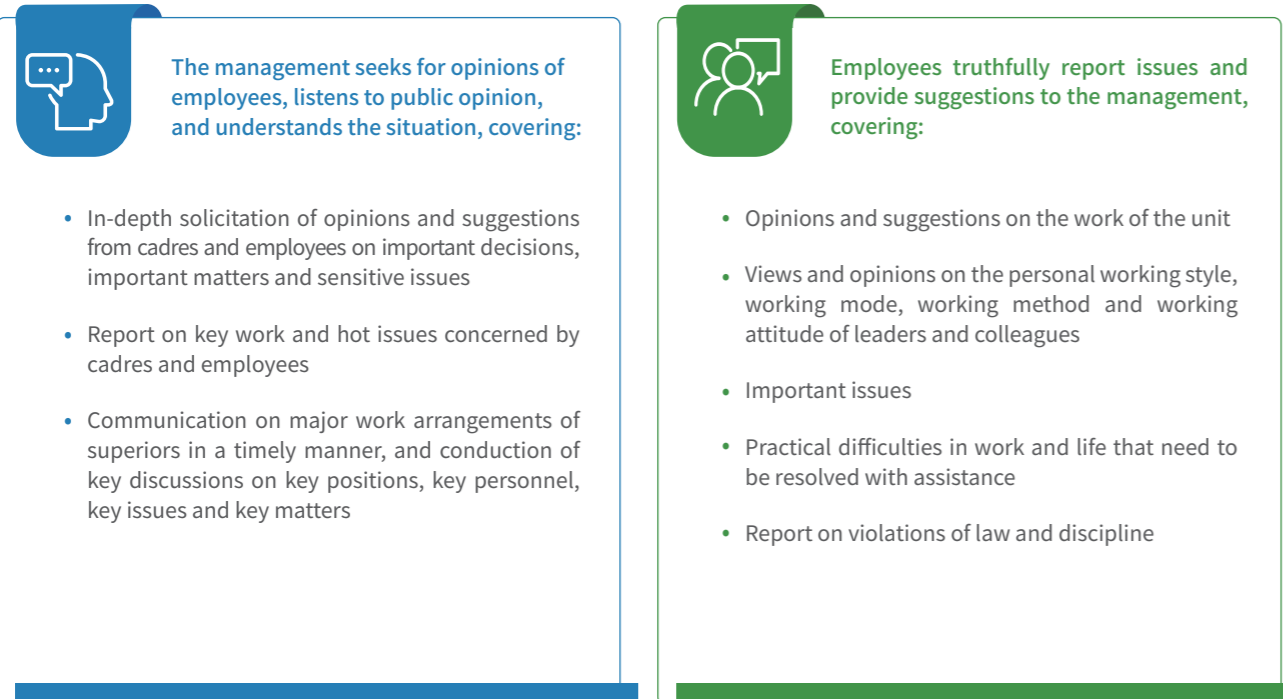 The management seeks for opinions of
employees, listens to public opinion,
and understands the situation, covering:
• In-depth solicitation of opinions and suggestions
from cadres and employees on important decisions,
important matters and sensitive issues
• Report on key work and hot issues concerned by
cadres and employees
• Communication on major work arrangements of
superiors in a timely manner, and conduction of
key discussions on key positions, key personnel,
key issues and key matters
Employees truthfully report issues and
provide suggestions to the management,
covering:
• Opinions and suggestions on the work of the unit
• Views and opinions on the personal working style,
working mode, working method and working
attitude of leaders and colleagues
• Important issues
• Practical difficulties in work and life that need to
be resolved with assistance
• Report on violations of law and discipline